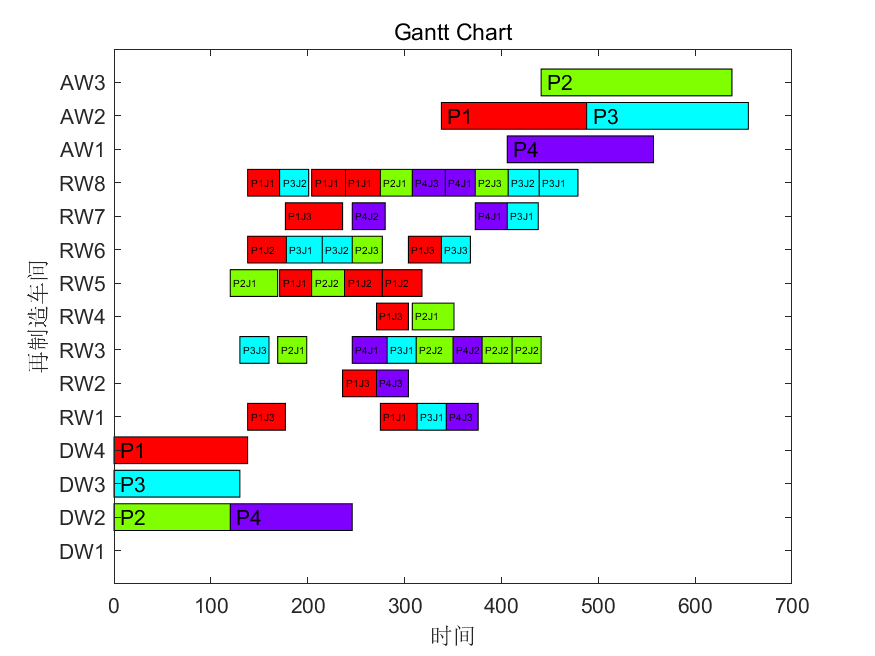 Gantt Chart
AW3 P2
AW2 P1 P3
AW1 P4
RW8 P1J1 P3J2 P1J1 P1J1 P2J1 P4J3 P4J1 P2J3 P3J2 P3J1
RW7 P1J3 P4J2 P4J1 P3J1
RW6 P1J2 P3J1 P3J2 P2J3 P1J3 P3J3
RW5 P2J1 P1J1 P2J2 P1J2 P1J2
RW4 P1J3 P2J1
RW3 P3J3 P2J1 P4J1 P3J1 P2J2 P4J2 P2J2 P2J2
RW2 P1J3 P4J3
RW1 P1J3 P1J1 P3J1 P4J3
DW4 P1
DW3 P3
DW2 P2 P4
DW1
0 100 200 300 400 500 600 700
时间
再制造车间